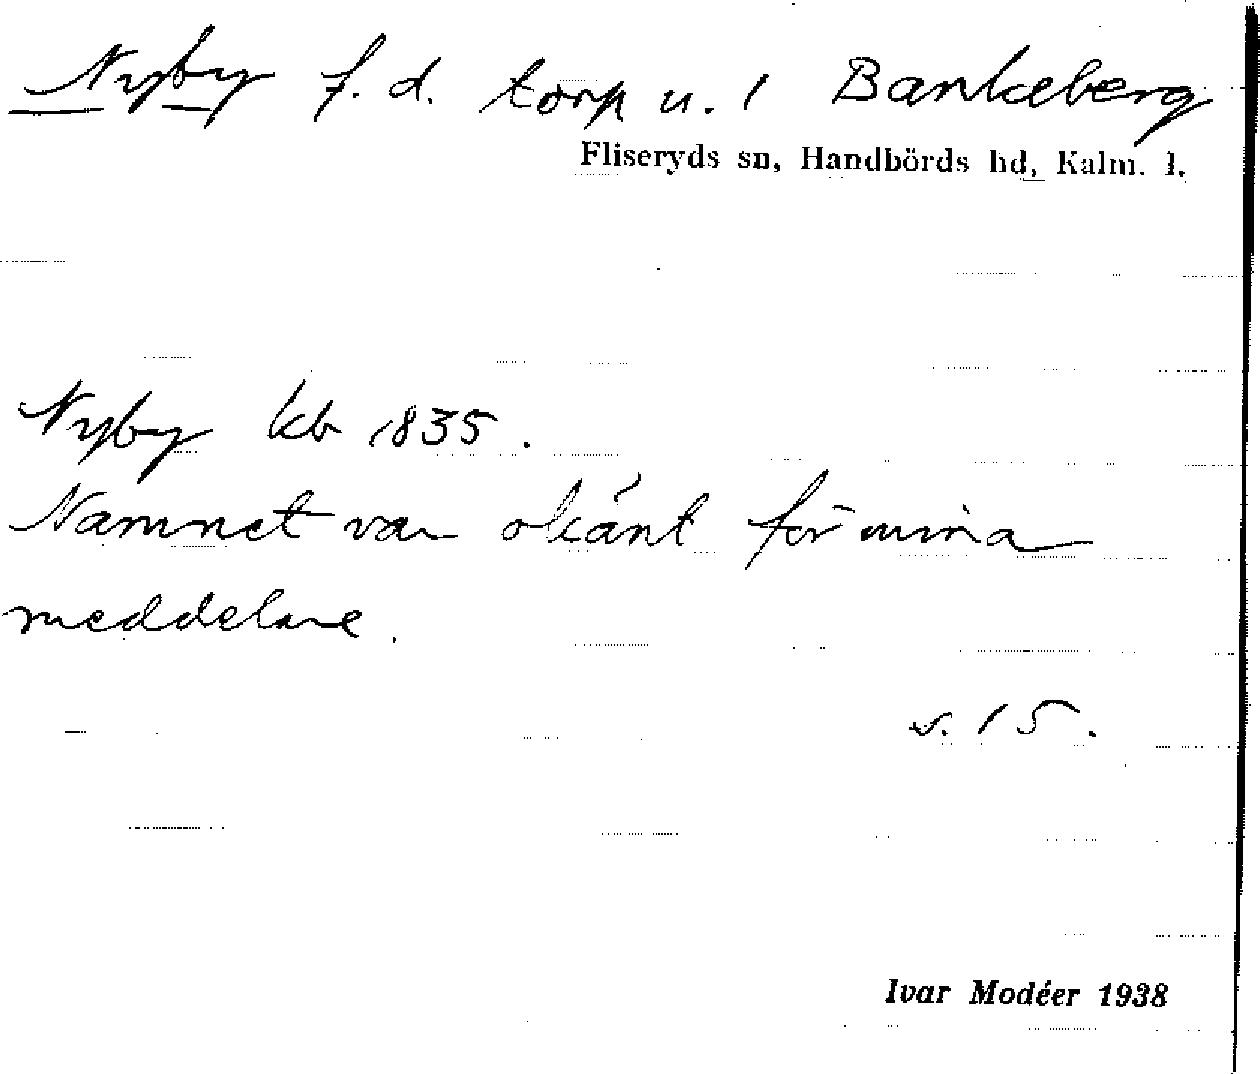 Nyby f. d. torp u. 1 Bankeberg
Fliseryds sn, Handbörds hd, Kalm. l.
Nyby kb 1835.
Namnet var okänt för mina
meddelare.
s. 15.
Ivar Modéer 1938